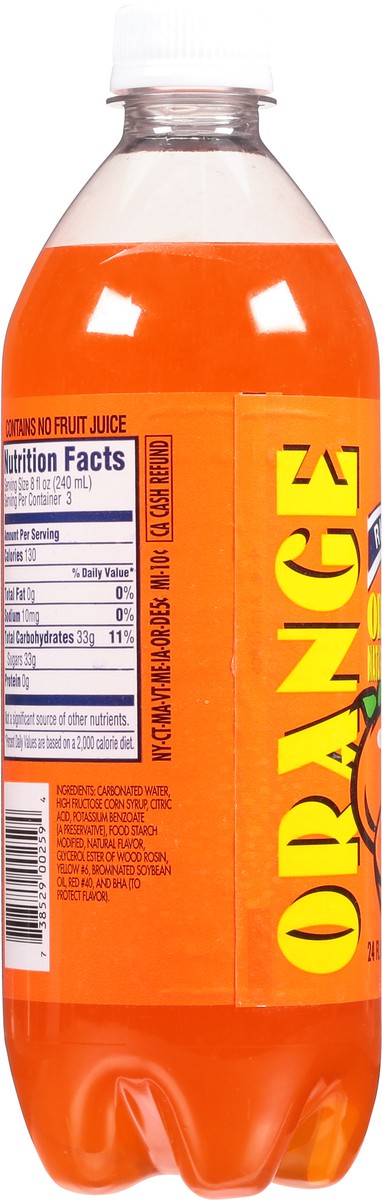 CONTAINS NO FRUIT JUICE
Nutrition Facts
Serving Size 8 fl oz (240 mL)
Serving Per Container 3
Amount Per Serving
Calories 130
% Daily Value*
Total Fat 0g 0%
Sodium 10mg 0%
Total Carbohydrates 33g 11%
Sugars 33g
Protein 0g
Not a significant source of other nutrients.
*Percent Daily Values are based on a 2,000 calorie diet.
CA CASH REFUND
NY-CT-MA-VT-ME-IA-OR-DE5¢ MI-10¢
INGREDIENTS: CARBONATED WATER,
HIGH FRUCTOSE CORN SYRUP, CITRIC
ACID, POTASSIUM BENZOATE
(A PRESERVATIVE), FOOD STARCH
MODIFIED, NATURAL FLAVOR,
GLYCEROL ESTER OF WOOD ROSIN,
YELLOW #6, BROMINATED SOYBEAN
OIL, RED #40, AND BHA (TO
PROTECT FLAVOR).
7 38529 00259 4
ORANGE
24 FL